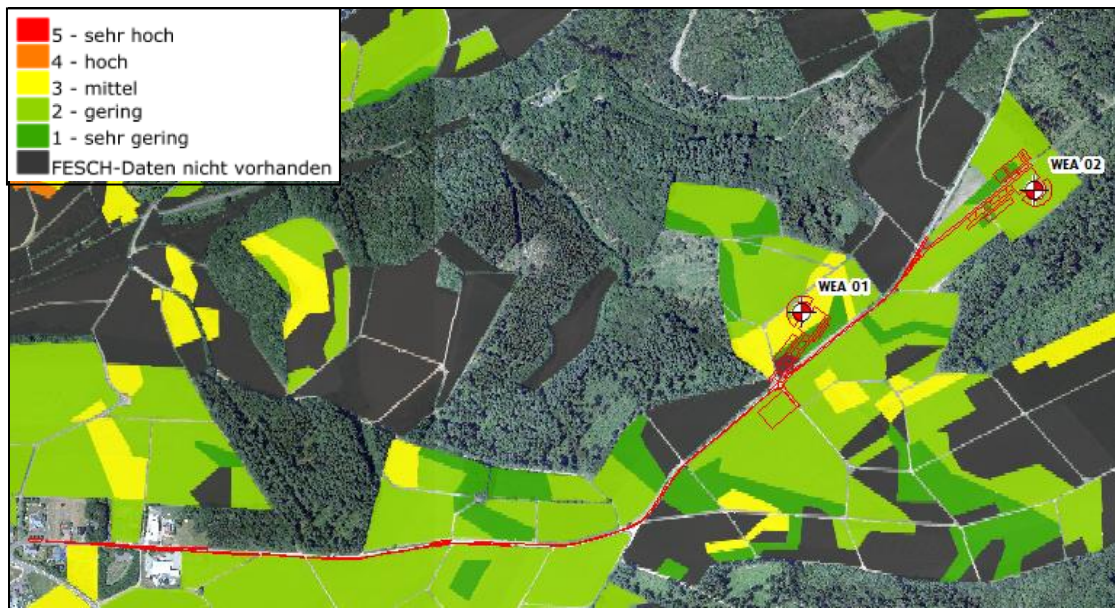 5 - sehr hoch
4 - hoch
3 - mittel
2 - gering
1 - sehr gering
FESCH-Daten nicht vorhanden
WEA 02
WEA 01